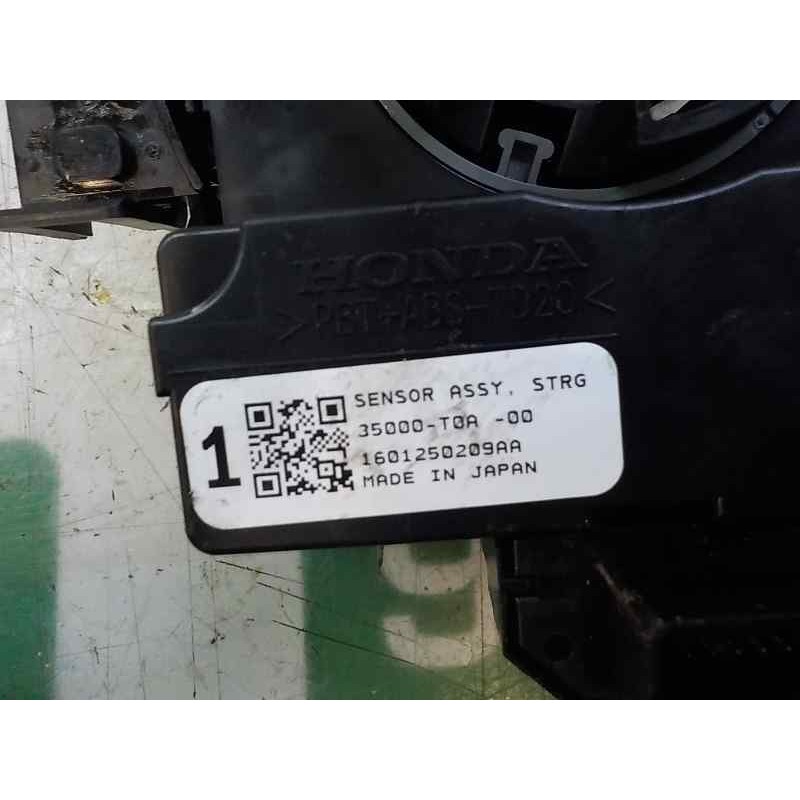 HONDA
>PBT+ABS-TD20<
1
SENSOR ASSY, STRG
35000-T0A -00
1601250209AA
MADE IN JAPAN